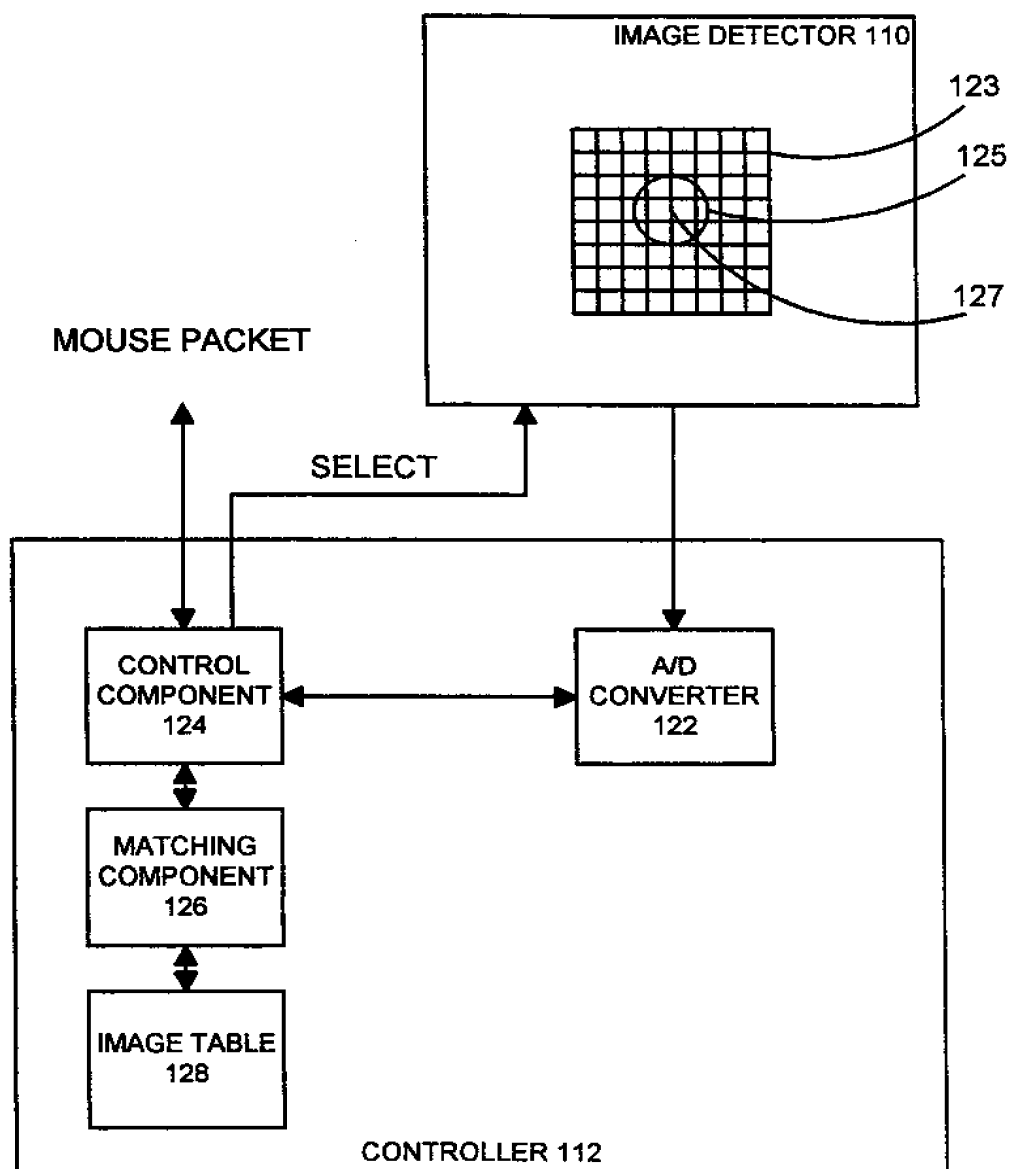 IMAGE DETECTOR 110
123
125
127
MOUSE PACKET
SELECT
CONTROL
COMPONENT
124
A/D
CONVERTER
122
MATCHING
COMPONENT
126
IMAGE TABLE
128
CONTROLLER 112